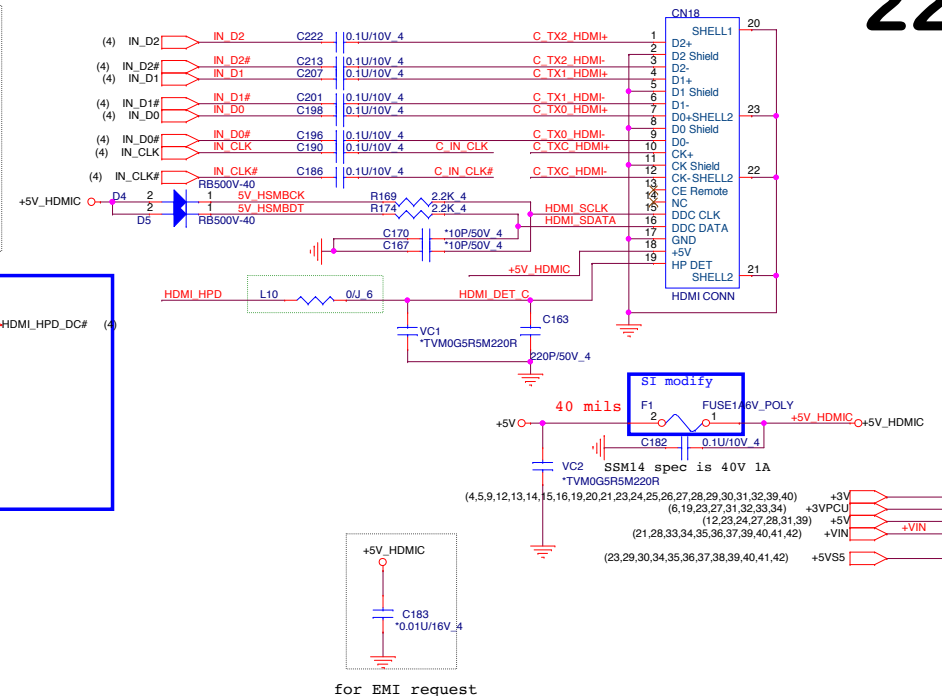 22
CN18
SHELL1 20
(4) IN_D2 IN_D2 C222 0.1U/10V_4 C_TX2_HDMI+ 1 D2+
2 D2 Shield
(4) IN_D2# IN_D2# C213 0.1U/10V_4 C_TX2_HDMI- 3 D2-
(4) IN_D1 IN_D1 C207 0.1U/10V_4 C_TX1_HDMI+ 4 D1+
5 D1 Shield
(4) IN_D1# IN_D1# C201 0.1U/10V_4 C_TX1_HDMI- 6 D1-
(4) IN_D0 IN_D0 C198 0.1U/10V_4 C_TX0_HDMI+ 7 D0+SHELL2 23
8 D0 Shield
(4) IN_D0# IN_D0# C196 0.1U/10V_4 C_TX0_HDMI- 9 D0-
(4) IN_CLK IN_CLK C190 0.1U/10V_4 C_IN_CLK C_TXC_HDMI+ 10 CK+
11 CK Shield
(4) IN_CLK# IN_CLK# C186 0.1U/10V_4 C_IN_CLK# C_TXC_HDMI- 12 CK-SHELL2 22
RB500V-40
13 CE Remote
+5V_HDMIC D4 2 1 5V_HSMBCK R169 2.2K_4 14 NC
D5 2 1 5V_HSMBDT R174 2.2K_4 HDMI_SCLK 15 DDC CLK
RB500V-40
HDMI_SDATA 16 DDC DATA
C170 *10P/50V_4 17 GND
C167 *10P/50V_4 18 +5V
+5V_HDMIC 19 HP DET
SHELL2 21
HDMI_HPD L10 0/J_6 HDMI_DET_C HDMI CONN
HDMI_HPD_DC# (4)
C163
VC1
*TVM0G5R5M220R
220P/50V_4
SI modify
40 mils F1 FUSE1A6V_POLY
+5V 2 1 +5V_HDMIC +5V_HDMIC
C182 0.1U/10V_4
VC2 SSM14 spec is 40V 1A
*TVM0G5R5M220R
(4,5,9,12,13,14,15,16,19,20,21,23,24,25,26,27,28,29,30,31,32,39,40) +3V
(6,19,23,27,31,32,33,34) +3VPCU
(12,23,24,27,28,31,39) +5V
(21,28,33,34,35,36,37,39,40,41,42) +VIN +VIN
(23,29,30,34,35,36,37,38,39,40,41,42) +5VS5
+5V_HDMIC
C183
*0.01U/16V_4
for EMI request